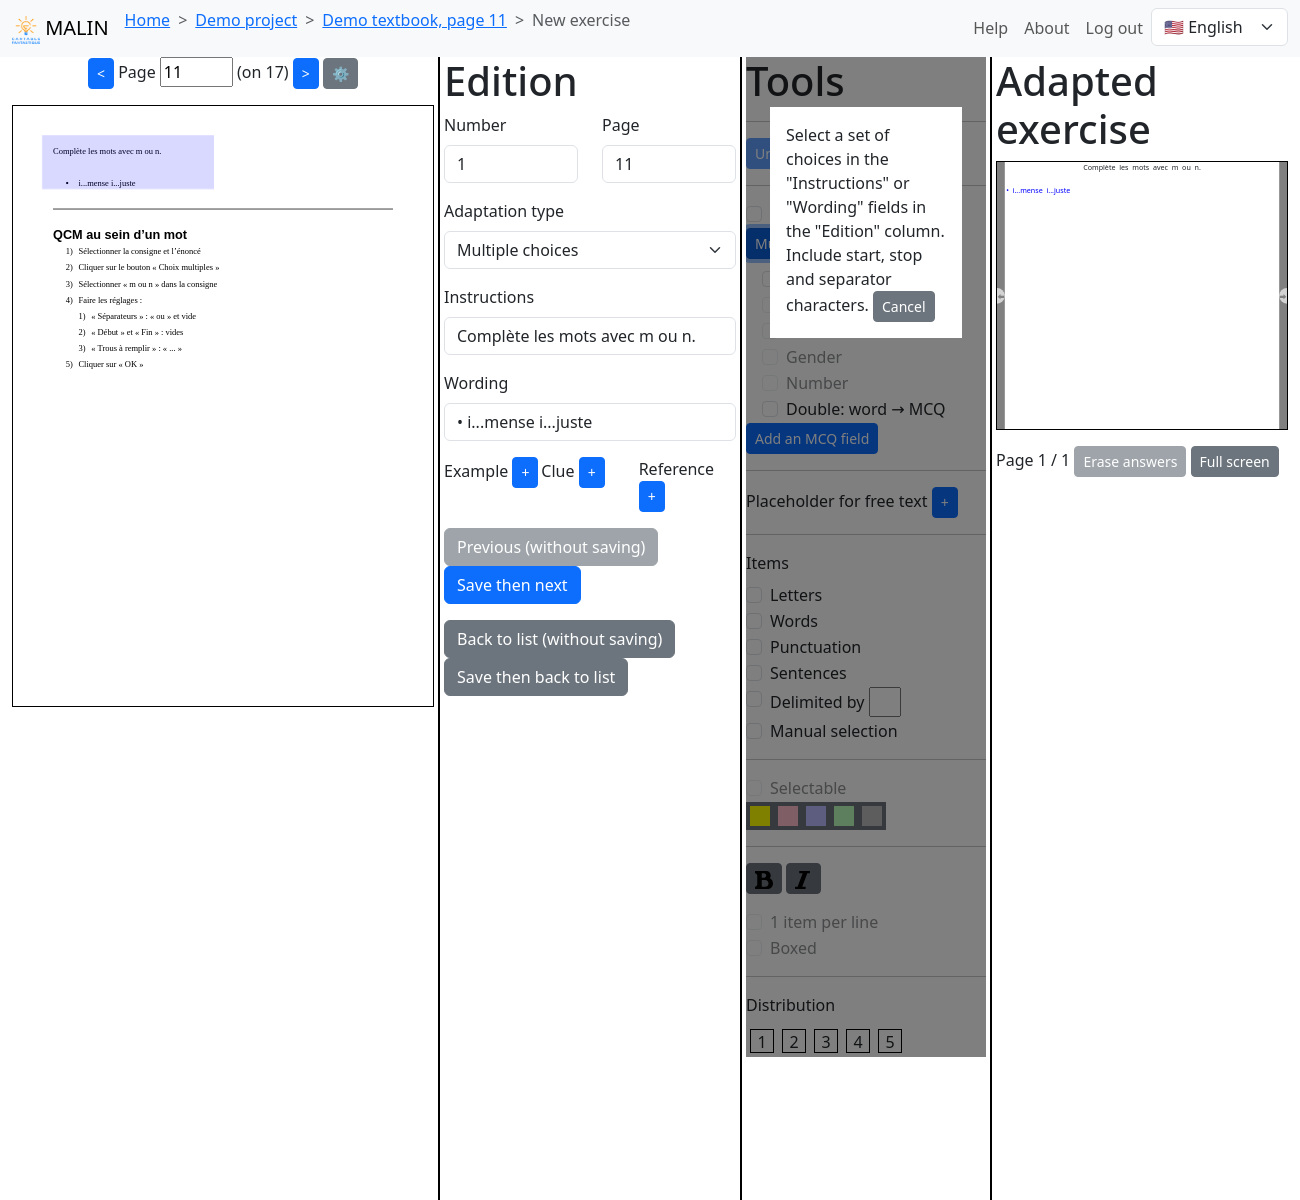 MALIN
Home > Demo project > Demo textbook, page 11 > New exercise
Help About Log out 🇺🇸 English
< Page 11 (on 17) > ⚙️
Complète les mots avec m ou n.
• i...mense i...juste
QCM au sein d’un mot
1) Sélectionner la consigne et l’énoncé
2) Cliquer sur le bouton « Choix multiples »
3) Sélectionner « m ou n » dans la consigne
4) Faire les réglages :
1) « Séparateurs » : « ou » et vide
2) « Début » et « Fin » : vides
3) « Trous à remplir » : « ... »
5) Cliquer sur « OK »
Edition
Number Page
1 11
Adaptation type
Multiple choices
Instructions
Complète les mots avec m ou n.
Wording
• i...mense i...juste
Example + Clue + Reference
+
Previous (without saving)
Save then next
Back to list (without saving)
Save then back to list
Tools
Select a set of
choices in the
"Instructions" or
"Wording" fields in
the "Edition" column.
Include start, stop
and separator
characters. Cancel
Gender
Number
Double: word → MCQ
Add an MCQ field
Placeholder for free text +
Items
Letters
Words
Punctuation
Sentences
Delimited by
Manual selection
Selectable
B I
1 item per line
Boxed
Distribution
1 2 3 4 5
Adapted
exercise
Complète les mots avec m ou n.
• i...mense i...juste
Page 1 / 1 Erase answers Full screen